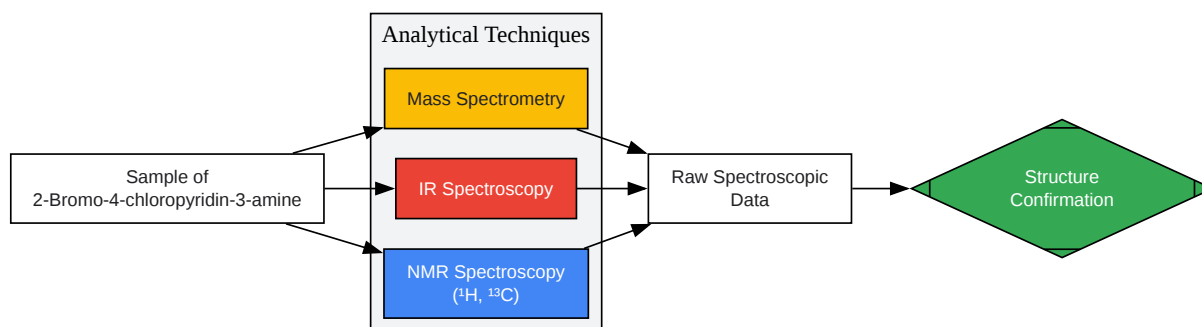 Analytical Techniques
Mass Spectrometry
Sample of
2-Bromo-4-chloropyridin-3-amine
IR Spectroscopy
Raw Spectroscopic
Data
Structure
Confirmation
NMR Spectroscopy
(¹H, ¹³C)